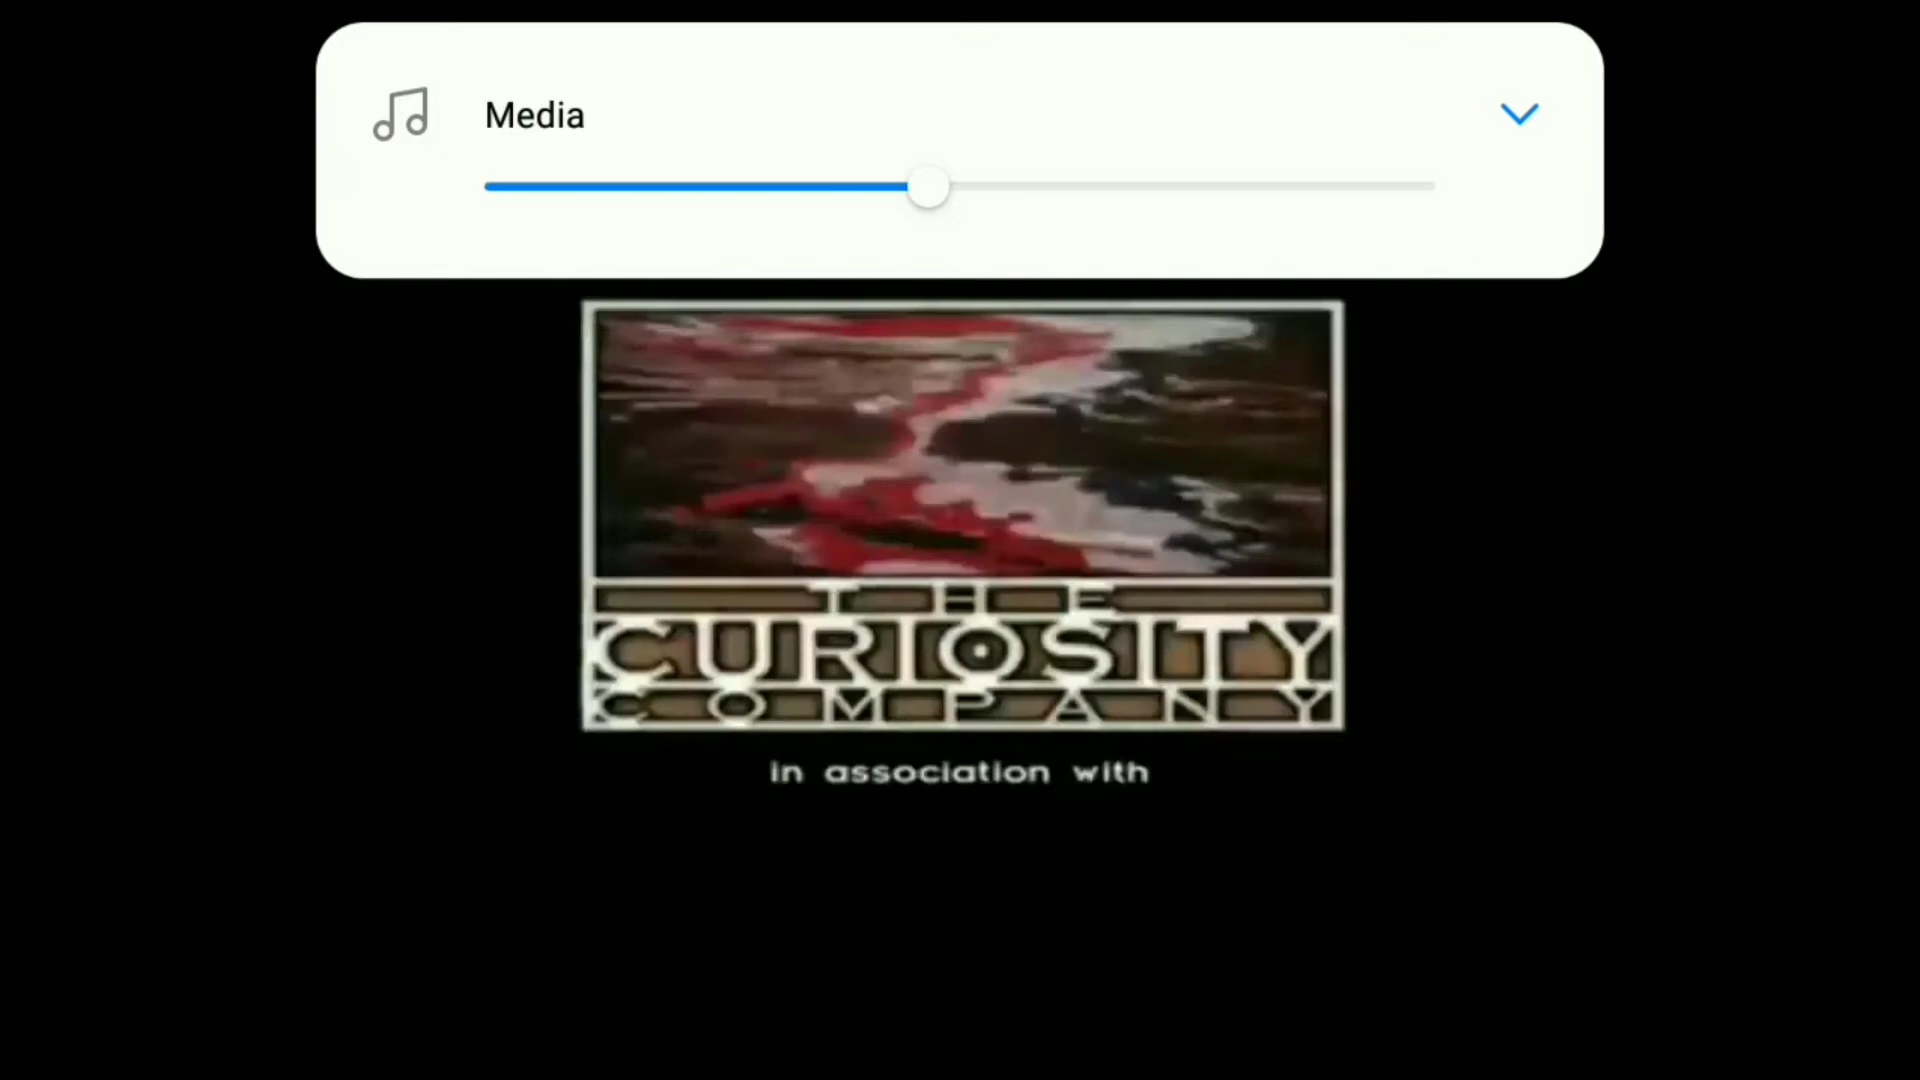 Media
THE
CURIOSITY
COMPANY
in association with